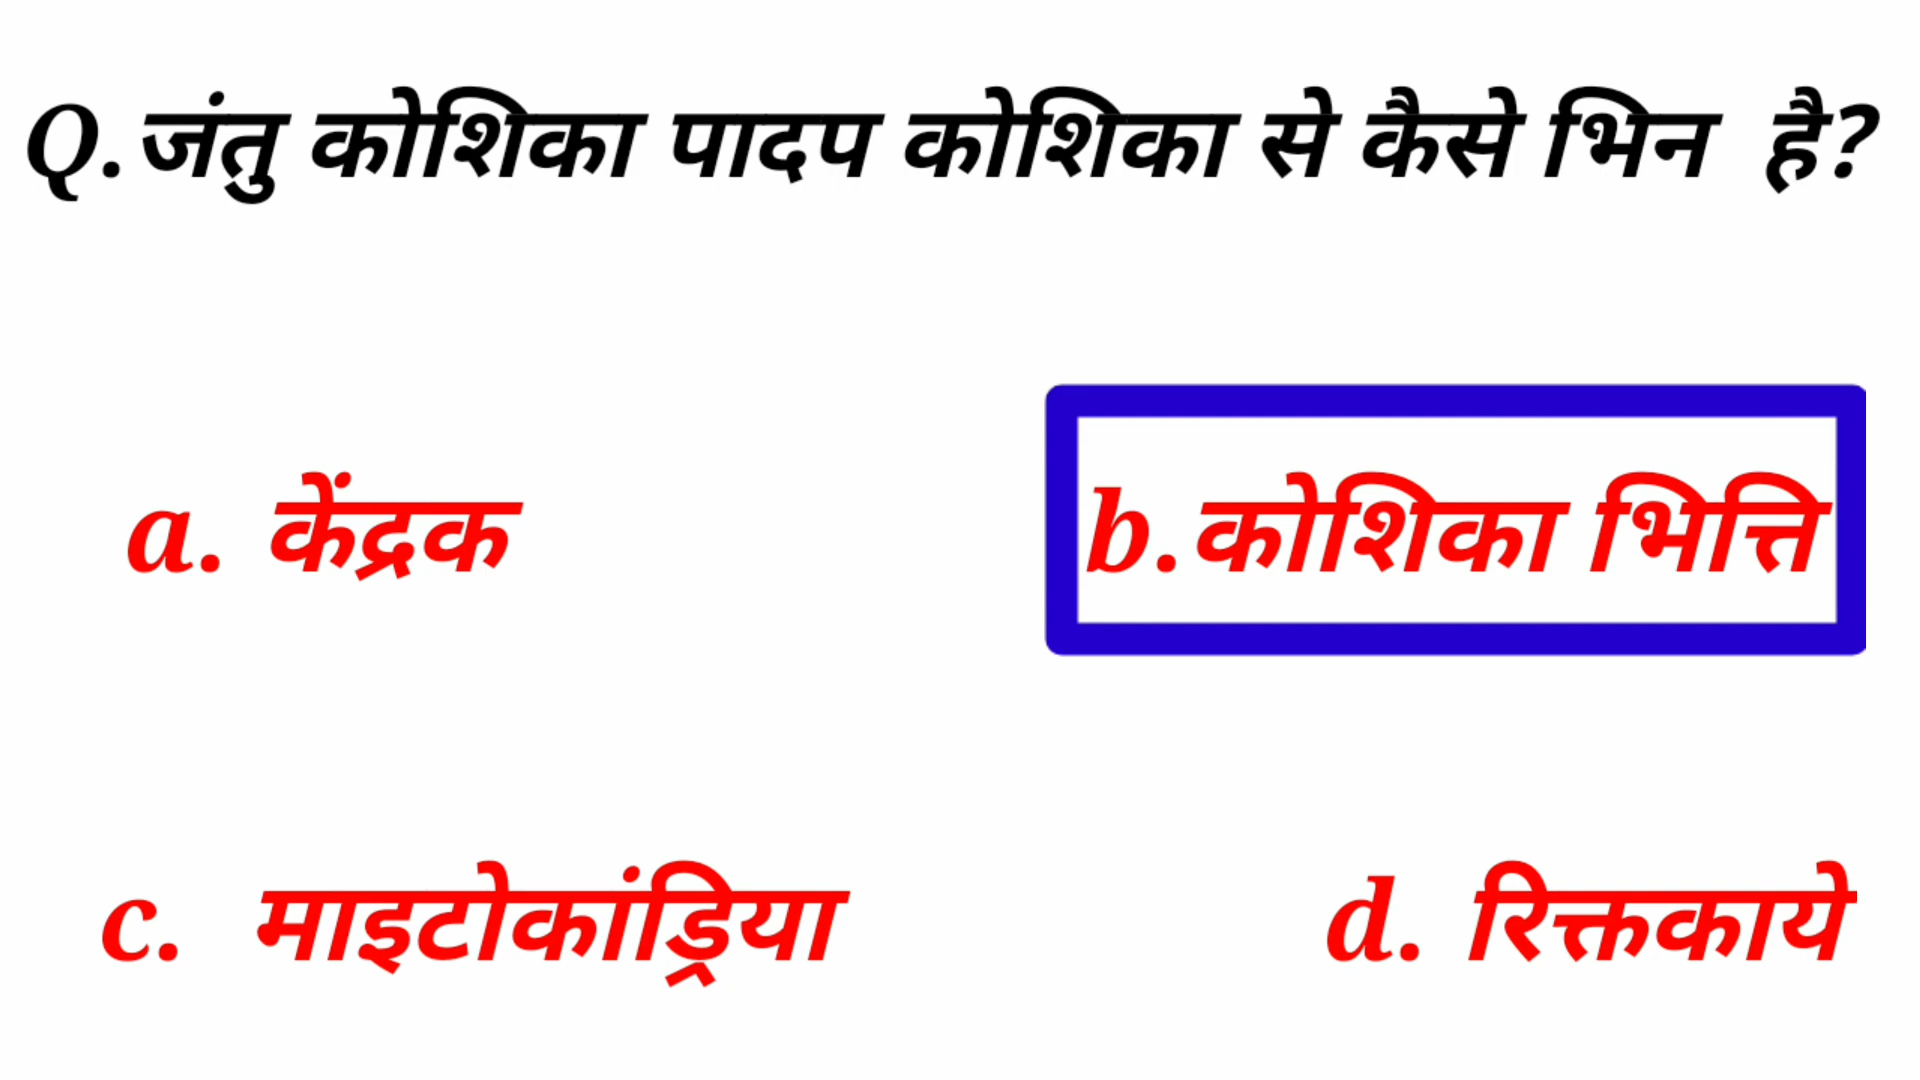 Q.जंतु कोशिका पादप कोशिका से कैसे भिन है?
a. केंद्रक
b.कोशिका भित्ति
c. माइटोकांड्रिया
d. रिक्तकाये